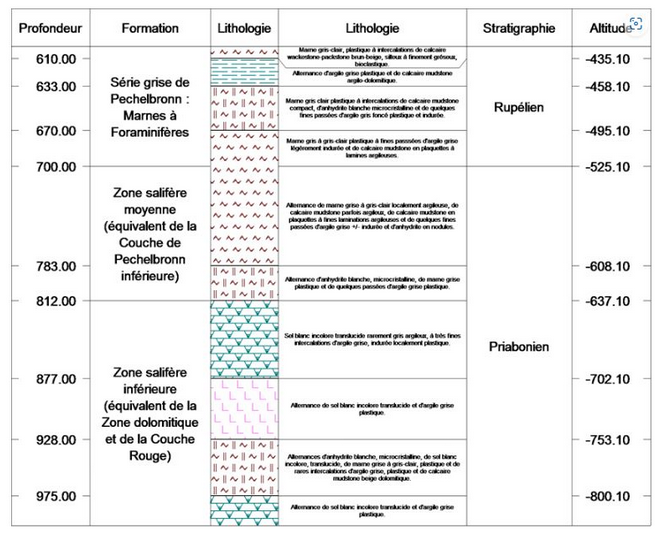 Profondeur Formation Lithologie Lithologie Stratigraphie Altitude
610.00
633.00
670.00
700.00
783.00
812.00
877.00
928.00
975.00
Série grise de
Pechelbronn :
Marnes à
Foraminifères
Zone salifère
moyenne
(équivalent de la
Couche de
Pechelbronn
inférieure)
Zone salifère
inférieure
(équivalent de la
Zone dolomitique
et de la Couche
Rouge)
Marne gris-clair, plastique à intercalations de calcaire
wackestone-packstone brun-beige, silteux à finement gréseux,
bioclastique.
Alternance d'argile grise plastique et de calcaire mudstone
argilo-dolomitique.
Marne gris clair plastique à intercalations de calcaire mudstone
compact, d'anhydrite blanche microcristalline et de quelques
fines passées d'argile gris foncé plastique et indurée.
Marne gris à gris-clair plastique à fines passées d'argile grise
légèrement indurée et de calcaire mudstone en plaquettes à
lamines argileuses.
Alternance de marne grise à gris-clair localement argileuse, de
calcaire mudstone parfois argileux, de calcaire mudstone en
plaquettes à fines laminations argileuses et de quelques fines
passées d'argile grise +/- indurée et d'anhydrite en nodules.
Alternance d'anhydrite blanche, microcristalline, de marne grise
plastique et de quelques passées d'argile grise plastique.
Sel blanc incolore translucide rarement gris argileux, à très fines
intercalations d'argile grise, indurée localement plastique.
Alternance de sel blanc incolore translucide et d'argile grise
plastique.
Alternances d'anhydrite blanche, microcristalline, de sel blanc
incolore, translucide, de marne grise à gris-clair, plastique et de
rares intercalations d'argile grise, plastique et de calcaire
mudstone beige dolomitique.
Alternance de sel blanc incolore translucide et d'argile grise
plastique.
Rupélien
Priabonien
-435.10
-458.10
-495.10
-525.10
-608.10
-637.10
-702.10
-753.10
-800.10